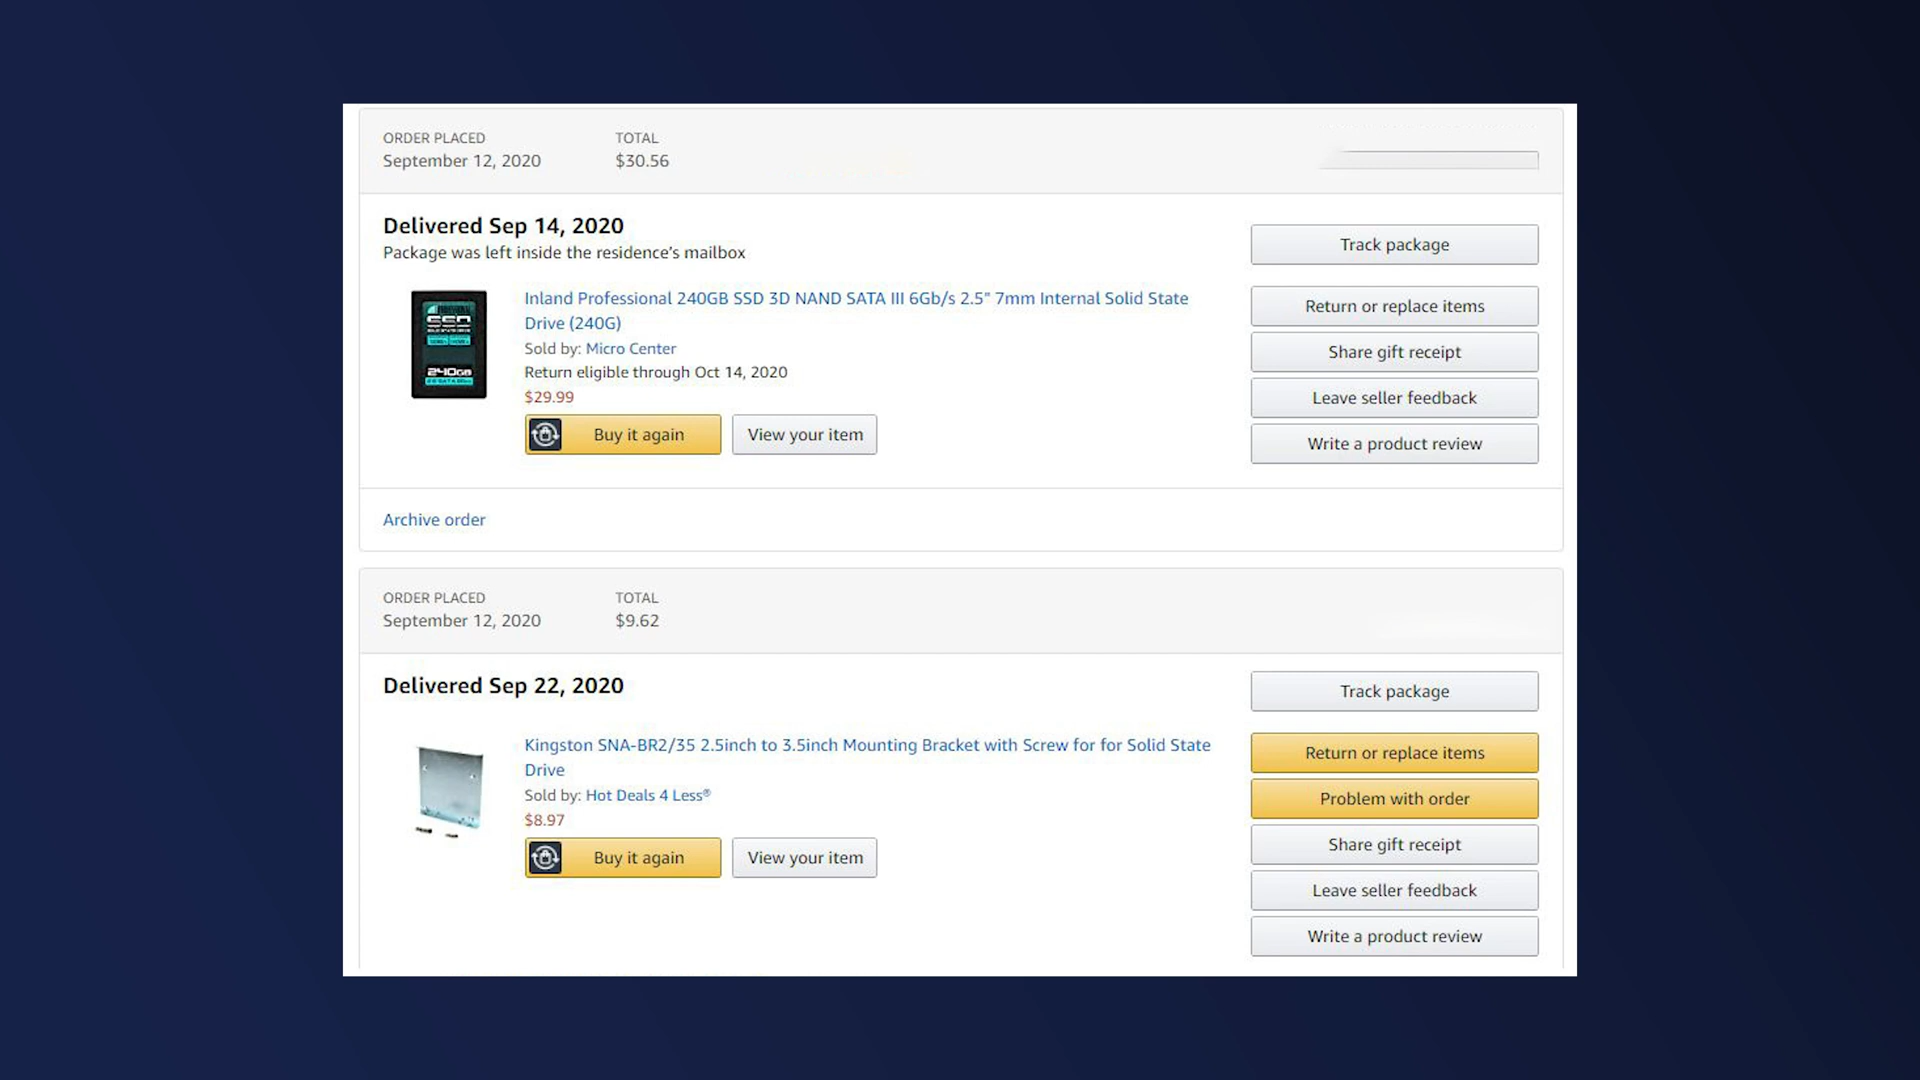 ORDER PLACED
September 12, 2020
TOTAL
$30.56
Delivered Sep 14, 2020
Package was left inside the residence's mailbox
Inland Professional 240GB SSD 3D NAND SATA III 6Gb/s 2.5" 7mm Internal Solid State
Drive (240G)
Sold by: Micro Center
Return eligible through Oct 14, 2020
$29.99
Buy it again
View your item
Track package
Return or replace items
Share gift receipt
Leave seller feedback
Write a product review
SSD
240GB
Archive order
ORDER PLACED
September 12, 2020
TOTAL
$9.62
Delivered Sep 22, 2020
Kingston SNA-BR2/35 2.5inch to 3.5inch Mounting Bracket with Screw for for Solid State
Drive
Sold by: Hot Deals 4 Less®
$8.97
Buy it again
View your item
Track package
Return or replace items
Problem with order
Share gift receipt
Leave seller feedback
Write a product review